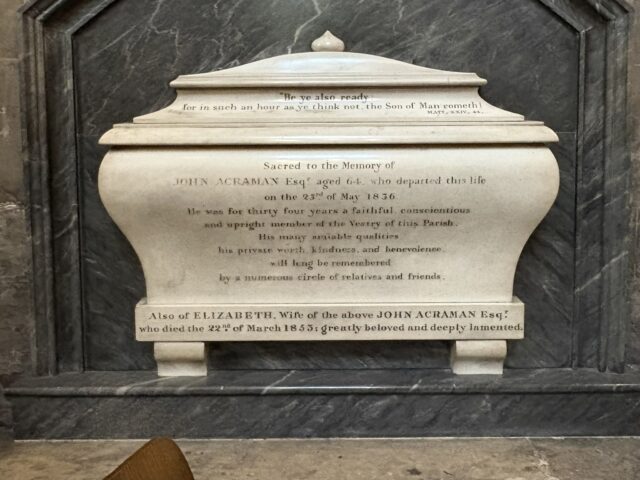 "Be ye also ready:
for in such an hour as ye think not, the Son of Man cometh!
MATT. XXIV. 44.
Sacred to the Memory of
JOHN ACRAMAN Esqr. aged 64, who departed this life
on the 23rd of May 1836.
He was for thirty four years a faithful, conscientious
and upright member of the Vestry of this Parish.
His many amiable qualities
his private worth, kindness, and benevolence,
will long be remembered
by a numerous circle of relatives and friends.
Also of ELIZABETH, Wife of the above JOHN ACRAMAN Esqr.
who died the 22nd of March 1853; greatly beloved and deeply lamented.